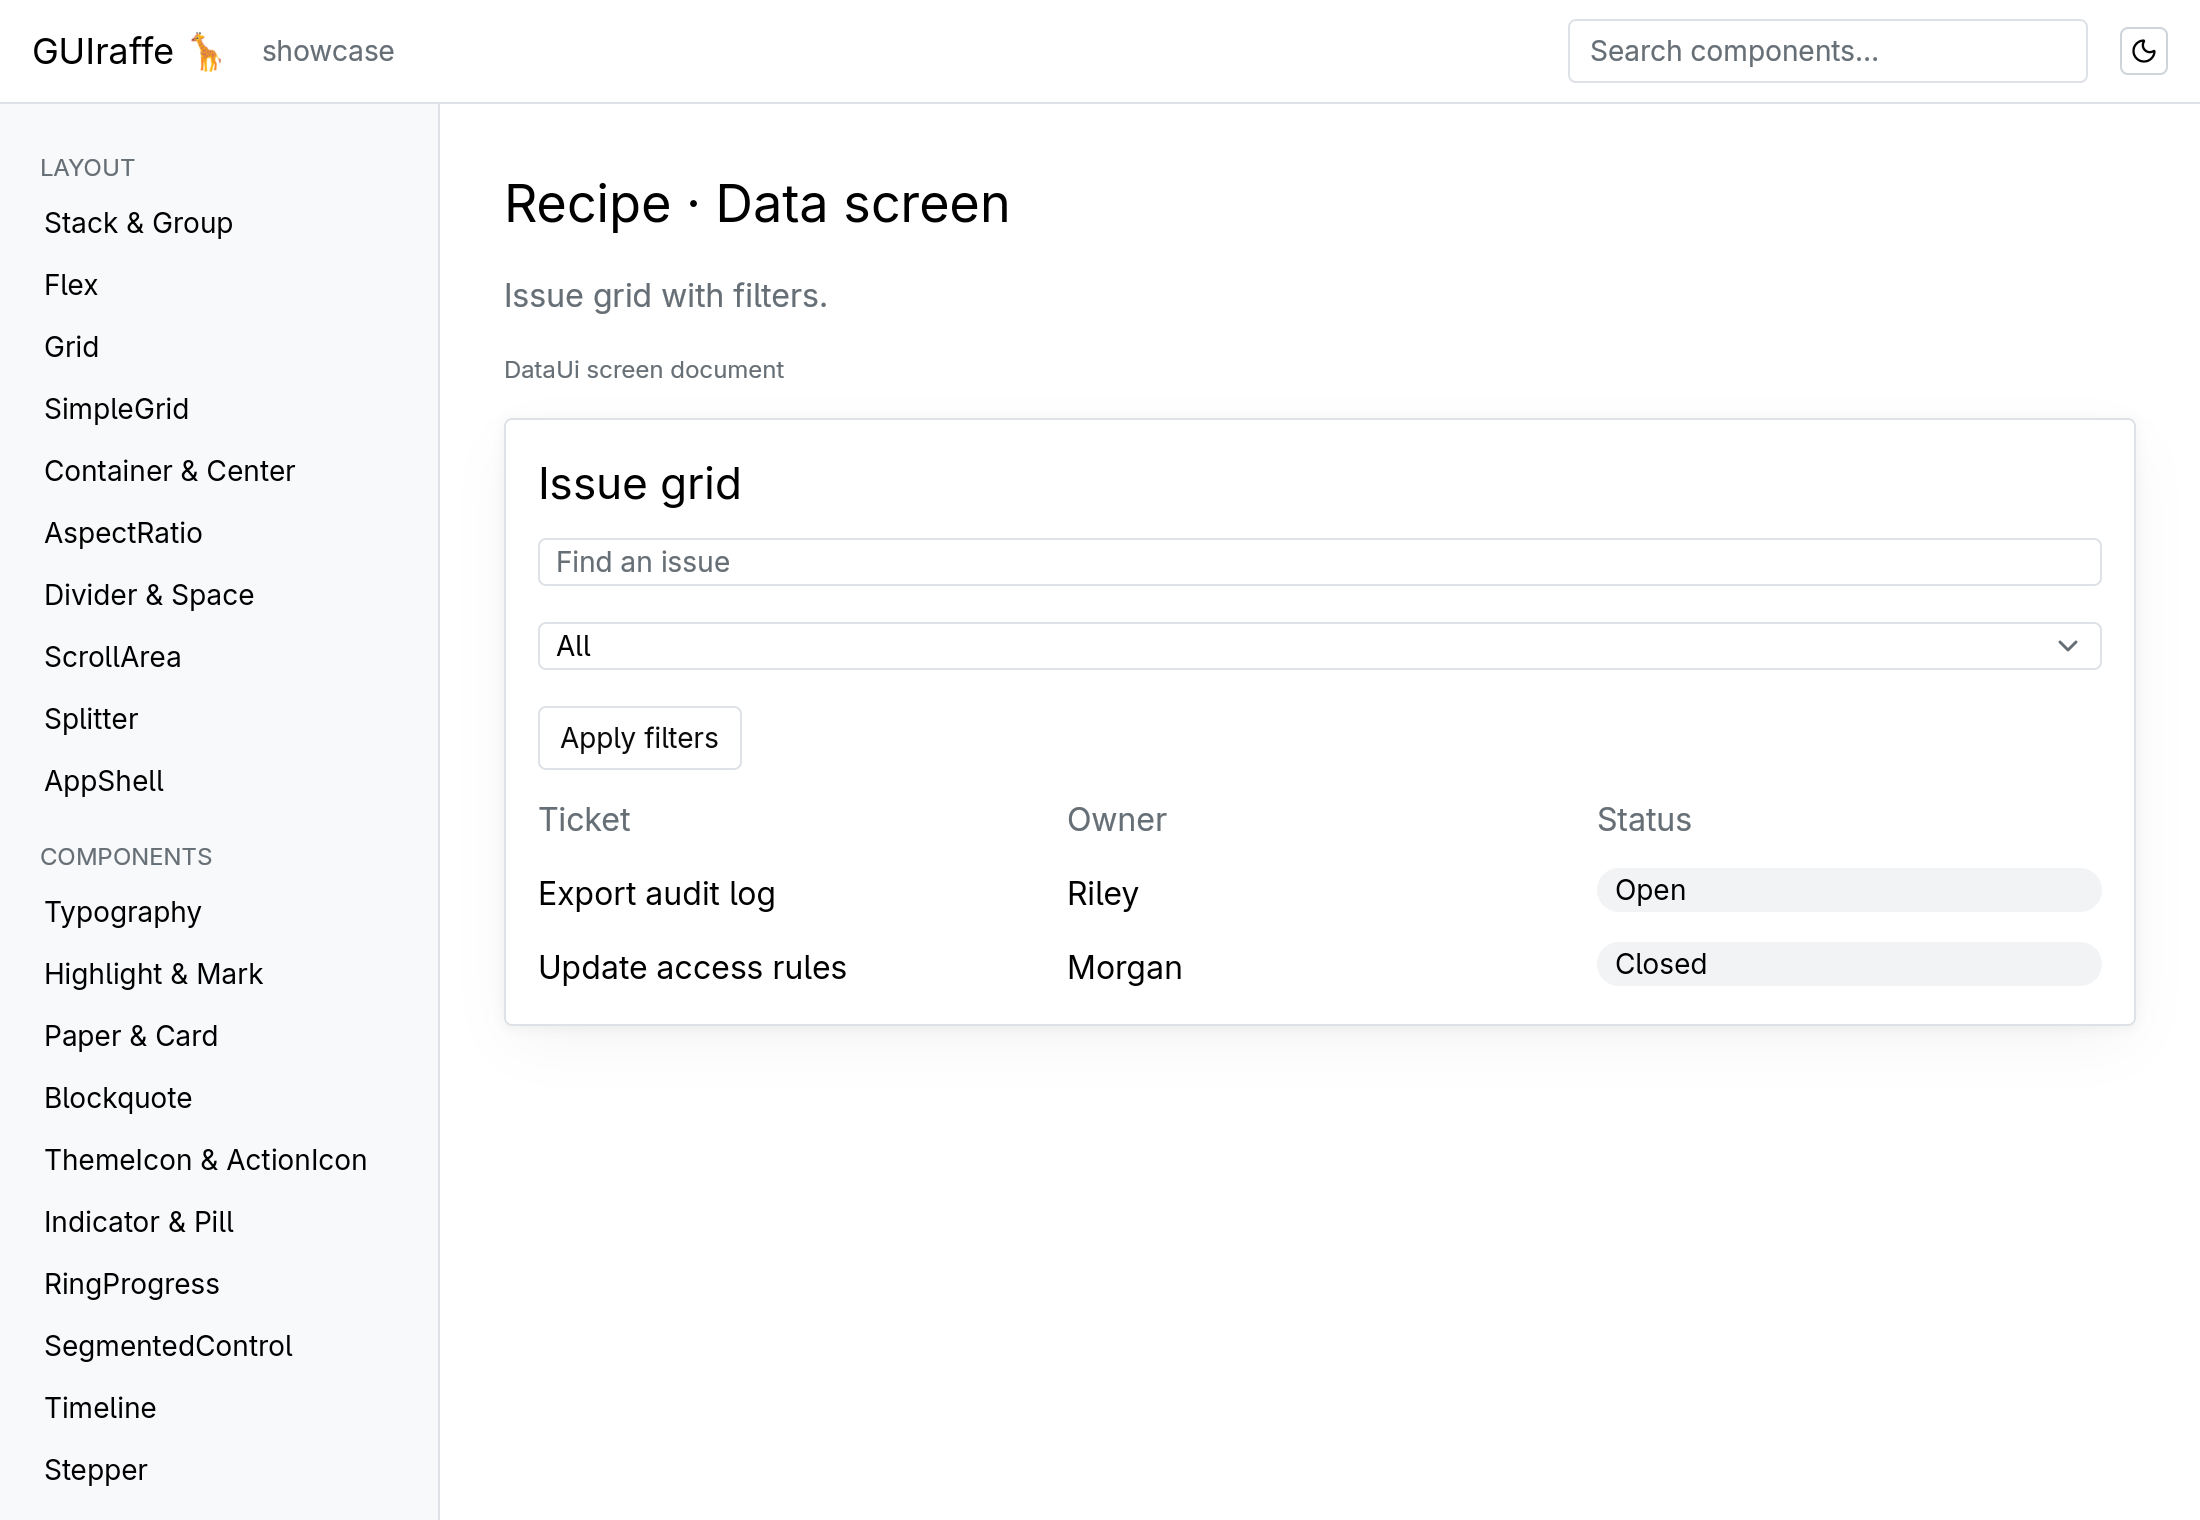 GUIraffe 🦒 showcase Search components...
LAYOUT
Stack & Group
Flex
Grid
SimpleGrid
Container & Center
AspectRatio
Divider & Space
ScrollArea
Splitter
AppShell
COMPONENTS
Typography
Highlight & Mark
Paper & Card
Blockquote
ThemeIcon & ActionIcon
Indicator & Pill
RingProgress
SegmentedControl
Timeline
Stepper
Recipe · Data screen
Issue grid with filters.
DataUi screen document
Issue grid
Find an issue
All
Apply filters
Ticket Owner Status
Export audit log Riley Open
Update access rules Morgan Closed